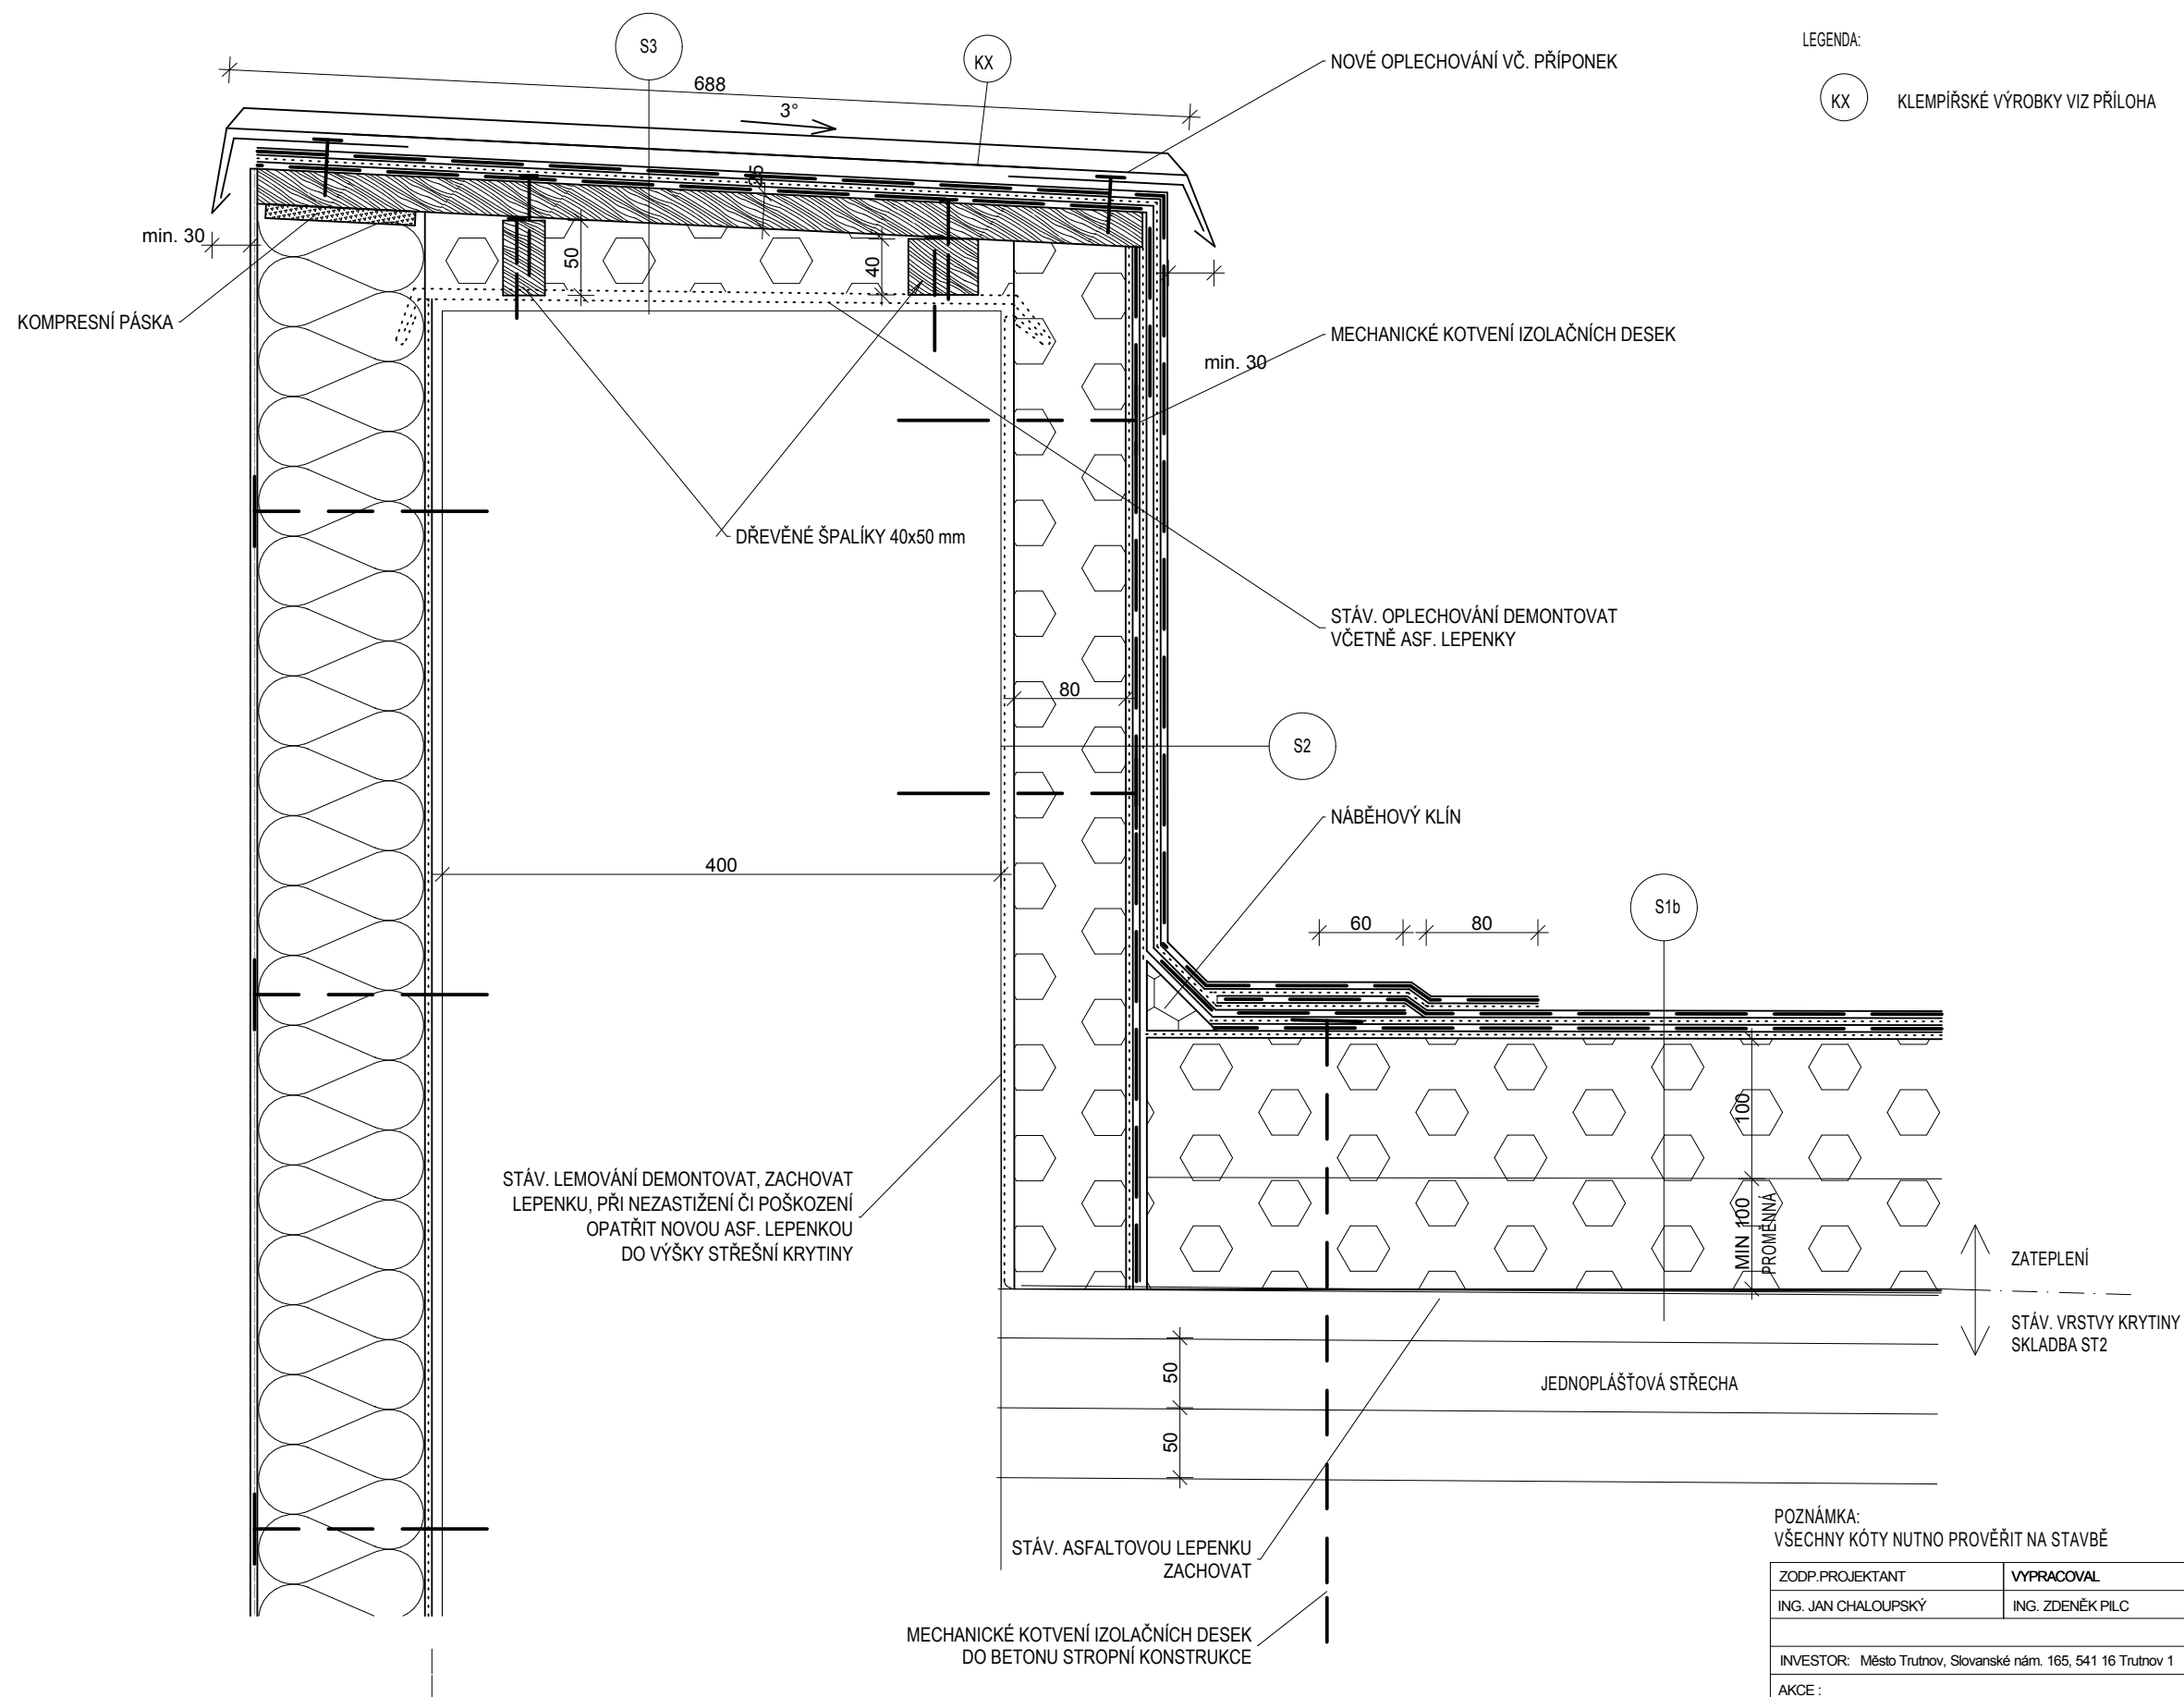 S3
KX
688
3°
NOVÉ OPLECHOVÁNÍ VČ. PŘÍPONEK
LEGENDA:
KX KLEMPÍŘSKÉ VÝROBKY VIZ PŘÍLOHA
25
min. 30
50
40
KOMPRESNÍ PÁSKA
MECHANICKÉ KOTVENÍ IZOLAČNÍCH DESEK
min. 30
DŘEVĚNÉ ŠPALÍKY 40x50 mm
STÁV. OPLECHOVÁNÍ DEMONTOVAT
VČETNĚ ASF. LEPENKY
80
S2
NÁBĚHOVÝ KLÍN
400
S1b
60
80
100
MIN 100
PROMĚNNÁ
STÁV. LEMOVÁNÍ DEMONTOVAT, ZACHOVAT
LEPENKU, PŘI NEZASTIŽENÍ ČI POŠKOZENÍ
OPATŘIT NOVOU ASF. LEPENKOU
DO VÝŠKY STŘEŠNÍ KRYTINY
ZATEPLENÍ
STÁV. VRSTVY KRYTINY
SKLADBA ST2
50
JEDNOPLÁŠŤOVÁ STŘECHA
50
STÁV. ASFALTOVOU LEPENKU
ZACHOVAT
MECHANICKÉ KOTVENÍ IZOLAČNÍCH DESEK
DO BETONU STROPNÍ KONSTRUKCE
POZNÁMKA:
VŠECHNY KÓTY NUTNO PROVĚŘIT NA STAVBĚ
ZODP.PROJEKTANT VYPRACOVAL
ING. JAN CHALOUPSKÝ ING. ZDENĚK PILC
INVESTOR: Město Trutnov, Slovanské nám. 165, 541 16 Trutnov 1
AKCE :